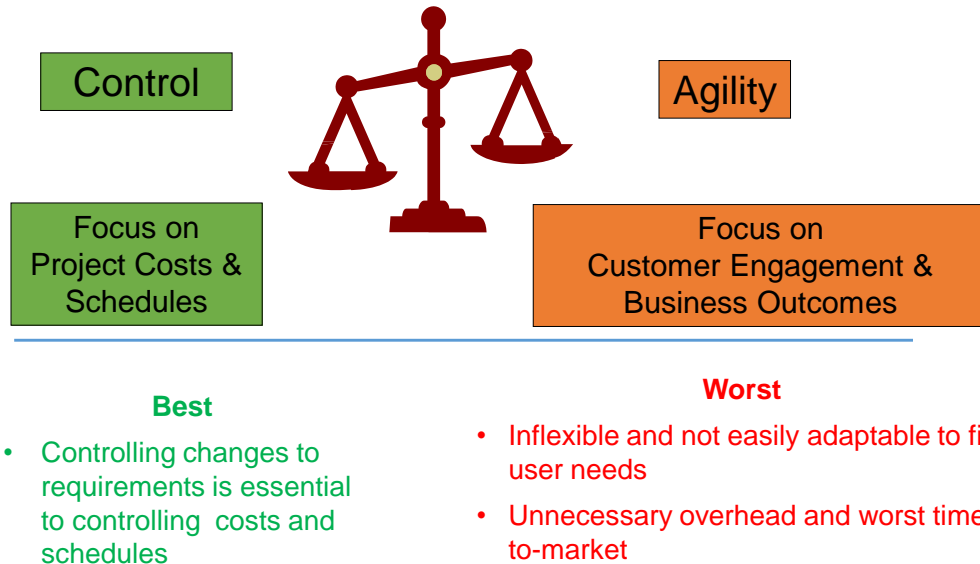 Control
Agility
Focus on
Project Costs &
Schedules
Focus on
Customer Engagement &
Business Outcomes
Best
• Controlling changes to
requirements is essential
to controlling costs and
schedules
Worst
• Inflexible and not easily adaptable to
user needs
• Unnecessary overhead and worst time
to-market